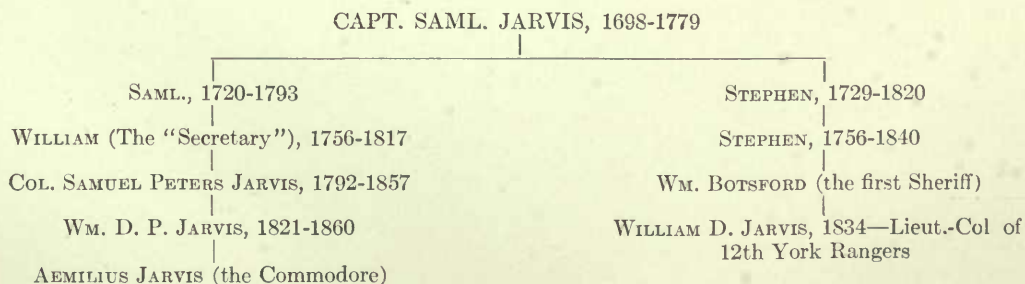 CAPT. SAML. JARVIS, 1698-1779
SAML., 1720-1793
WILLIAM (The "Secretary"), 1756-1817
COL. SAMUEL PETERS JARVIS, 1792-1857
WM. D. P. JARVIS, 1821-1860
AEMILIUS JARVIS (the Commodore)
STEPHEN, 1729-1820
STEPHEN, 1756-1840
WM. BOTSFORD (the first Sheriff)
WILLIAM D. JARVIS, 1834—Lieut.-Col of
12th York Rangers